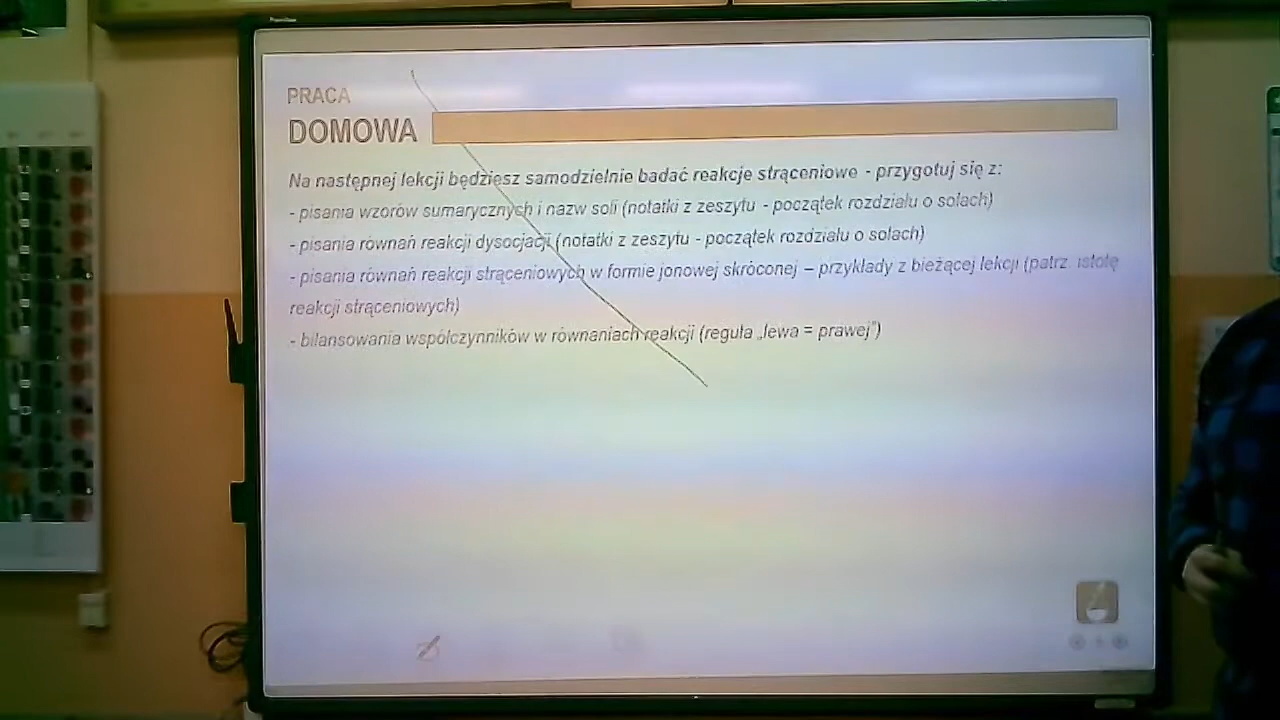 PRACA
DOMOWA
Na następnej lekcji będziesz samodzielnie badać reakcje strąceniowe - przygotuj się z:
- pisania wzorów sumarycznych i nazw soli (notatki z zeszytu - początek rozdziału o solach)
- pisania równań reakcji dysocjacji (notatki z zeszytu - początek rozdziału o solach)
- pisania równań reakcji strąceniowych w formie jonowej skróconej – przykłady z bieżącej lekcji (patrz. istotę
reakcji strąceniowych)
- bilansowania współczynników w równaniach reakcji (reguła „lewa = prawej”)